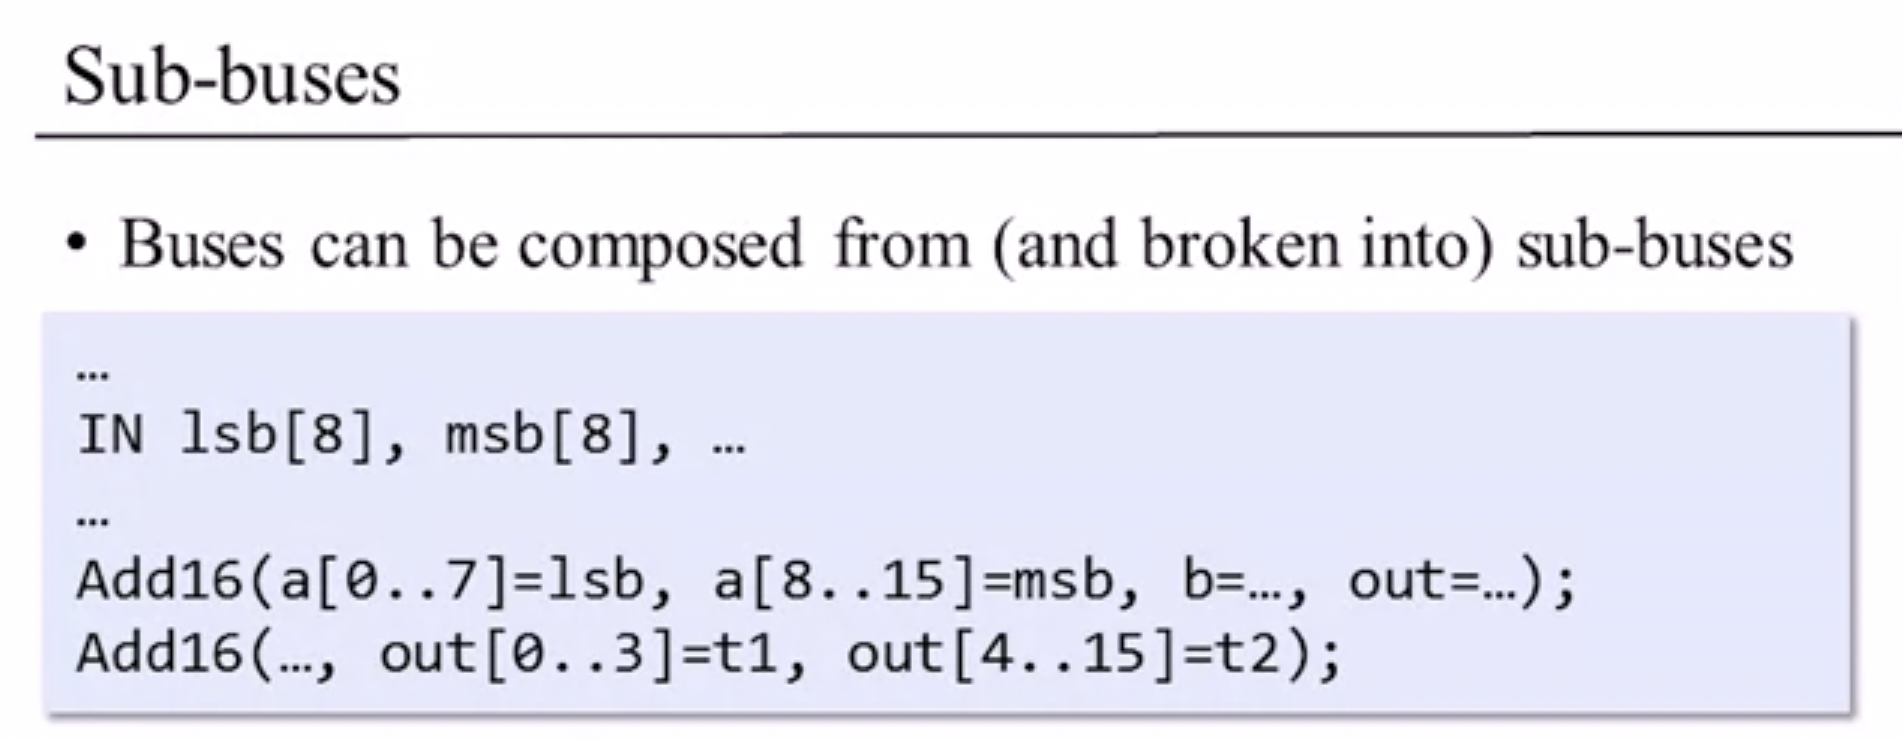 Sub-buses
• Buses can be composed from (and broken into) sub-buses
…
IN lsb[8], msb[8], …
…
Add16(a[0..7]=lsb, a[8..15]=msb, b=…, out=…);
Add16(…, out[0..3]=t1, out[4..15]=t2);